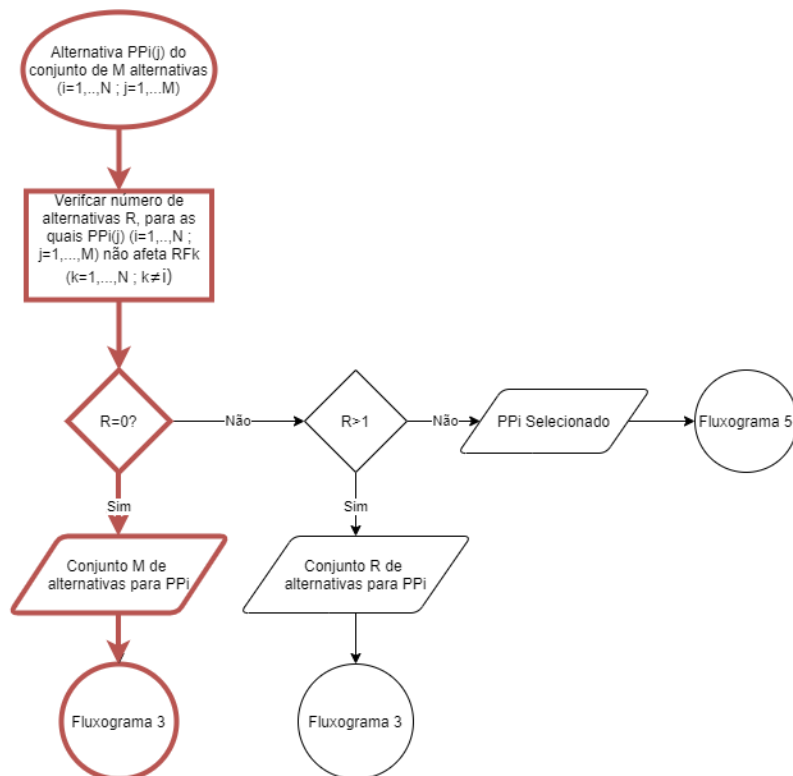 Alternativa PPi(j) do
conjunto de M alternativas
(i=1,..,N ; j=1,...M)
Verifcar número de
alternativas R, para as
quais PPi(j) (i=1,..,N ;
j=1,...,M) não afeta RFk
(k=1,...,N ; k≠i)
R=0?
Não
R>1
Não
PPi Selecionado
Fluxograma 5
Sim
Sim
Conjunto M de
alternativas para PPi
Conjunto R de
alternativas para PPi
Fluxograma 3
Fluxograma 3